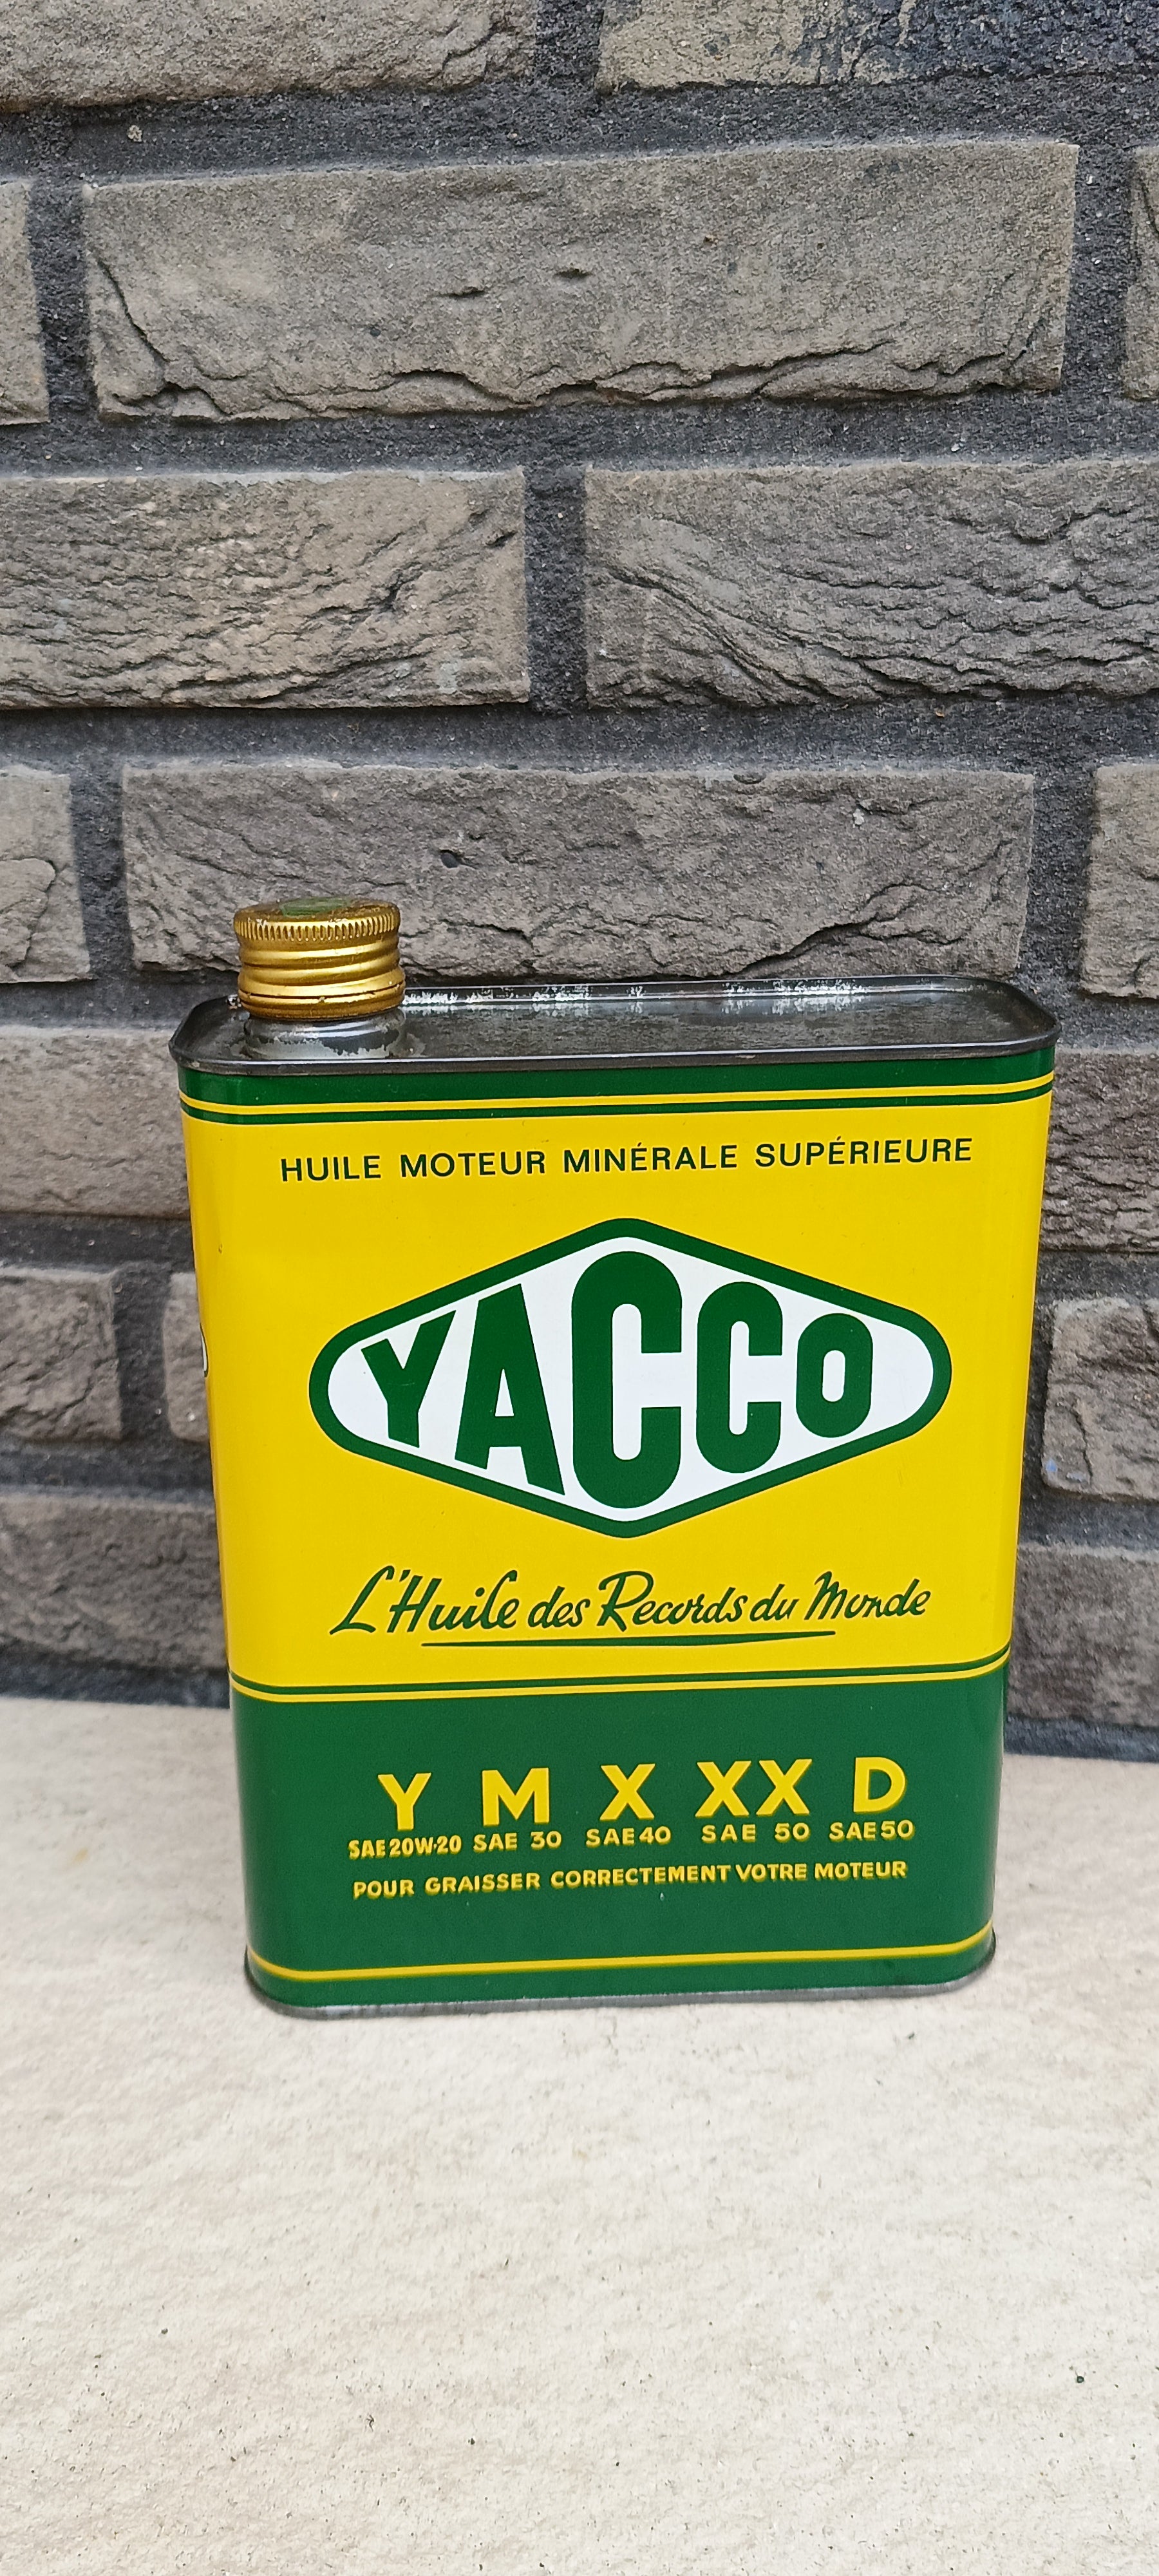 HUILE MOTEUR MINÉRALE SUPÉRIEURE
YACCO
L'Huile des Records du Monde
Y M X XX D
SAE 20W-20 SAE 30 SAE 40 SAE 50 SAE 50
POUR GRAISSER CORRECTEMENT VOTRE MOTEUR